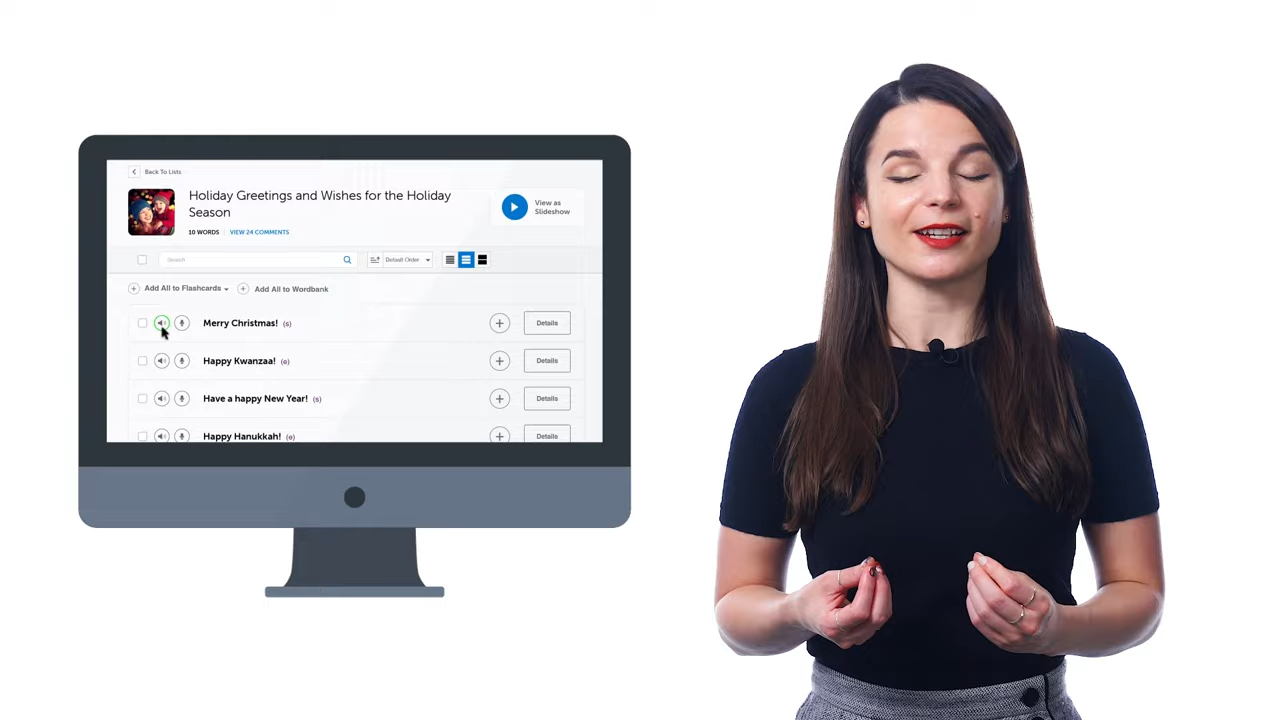 Back To Lists
Holiday Greetings and Wishes for the Holiday
Season
View as
Slideshow
10 WORDS VIEW 24 COMMENTS
Search
Default Order
Add All to Flashcards
Add All to Wordbank
Merry Christmas! (s)
Details
Happy Kwanzaa! (o)
Details
Have a happy New Year! (s)
Details
Happy Hanukkah! (o)
Details